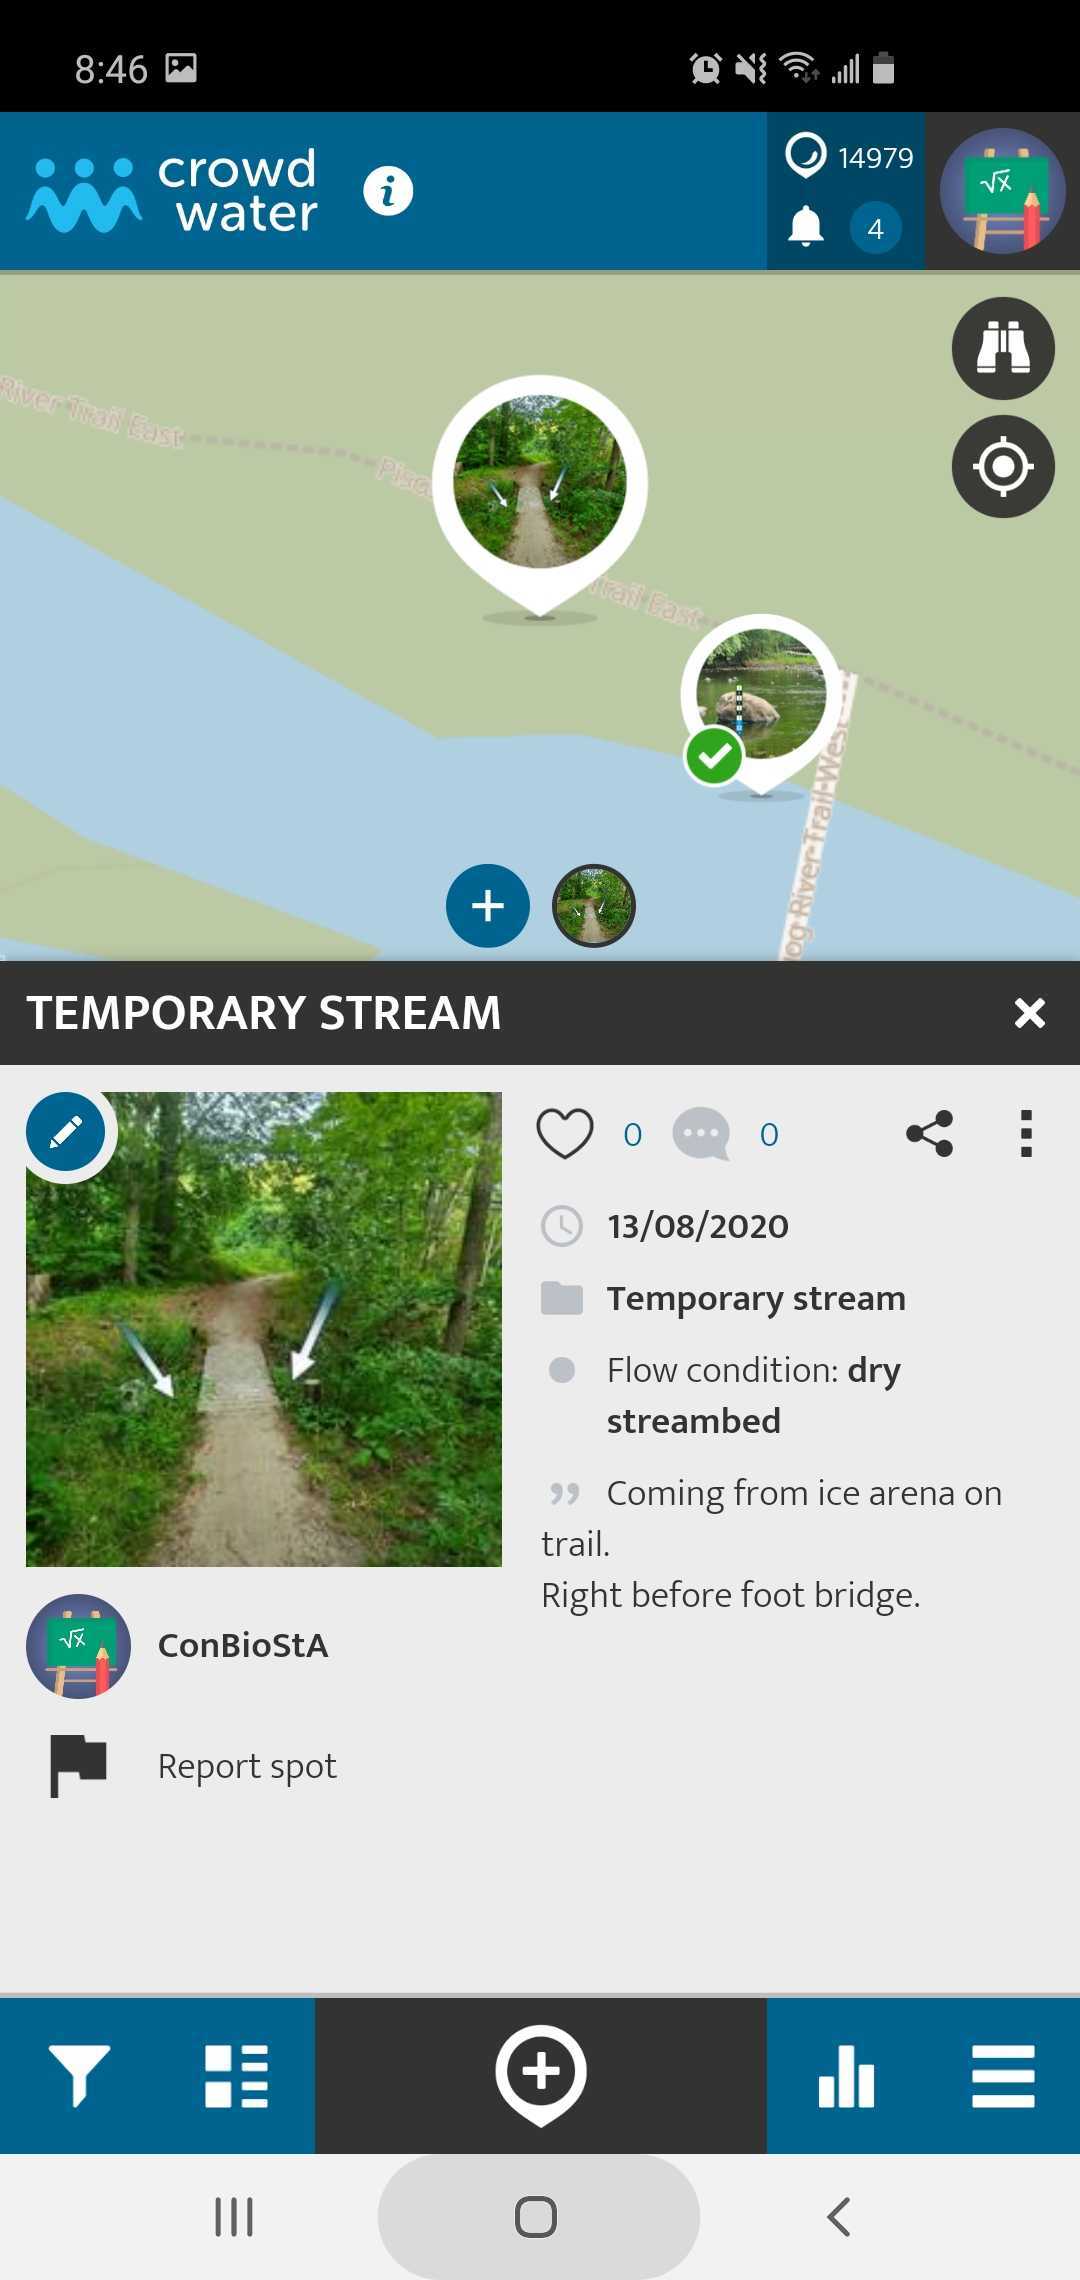 8:46
crowd
water
i
14979
4
√x
River Trail East
Pisc
Trail East
og River Trail West
TEMPORARY STREAM
0
0
13/08/2020
Temporary stream
Flow condition: dry
streambed
Coming from ice arena on
trail.
Right before foot bridge.
√x
ConBioStA
Report spot